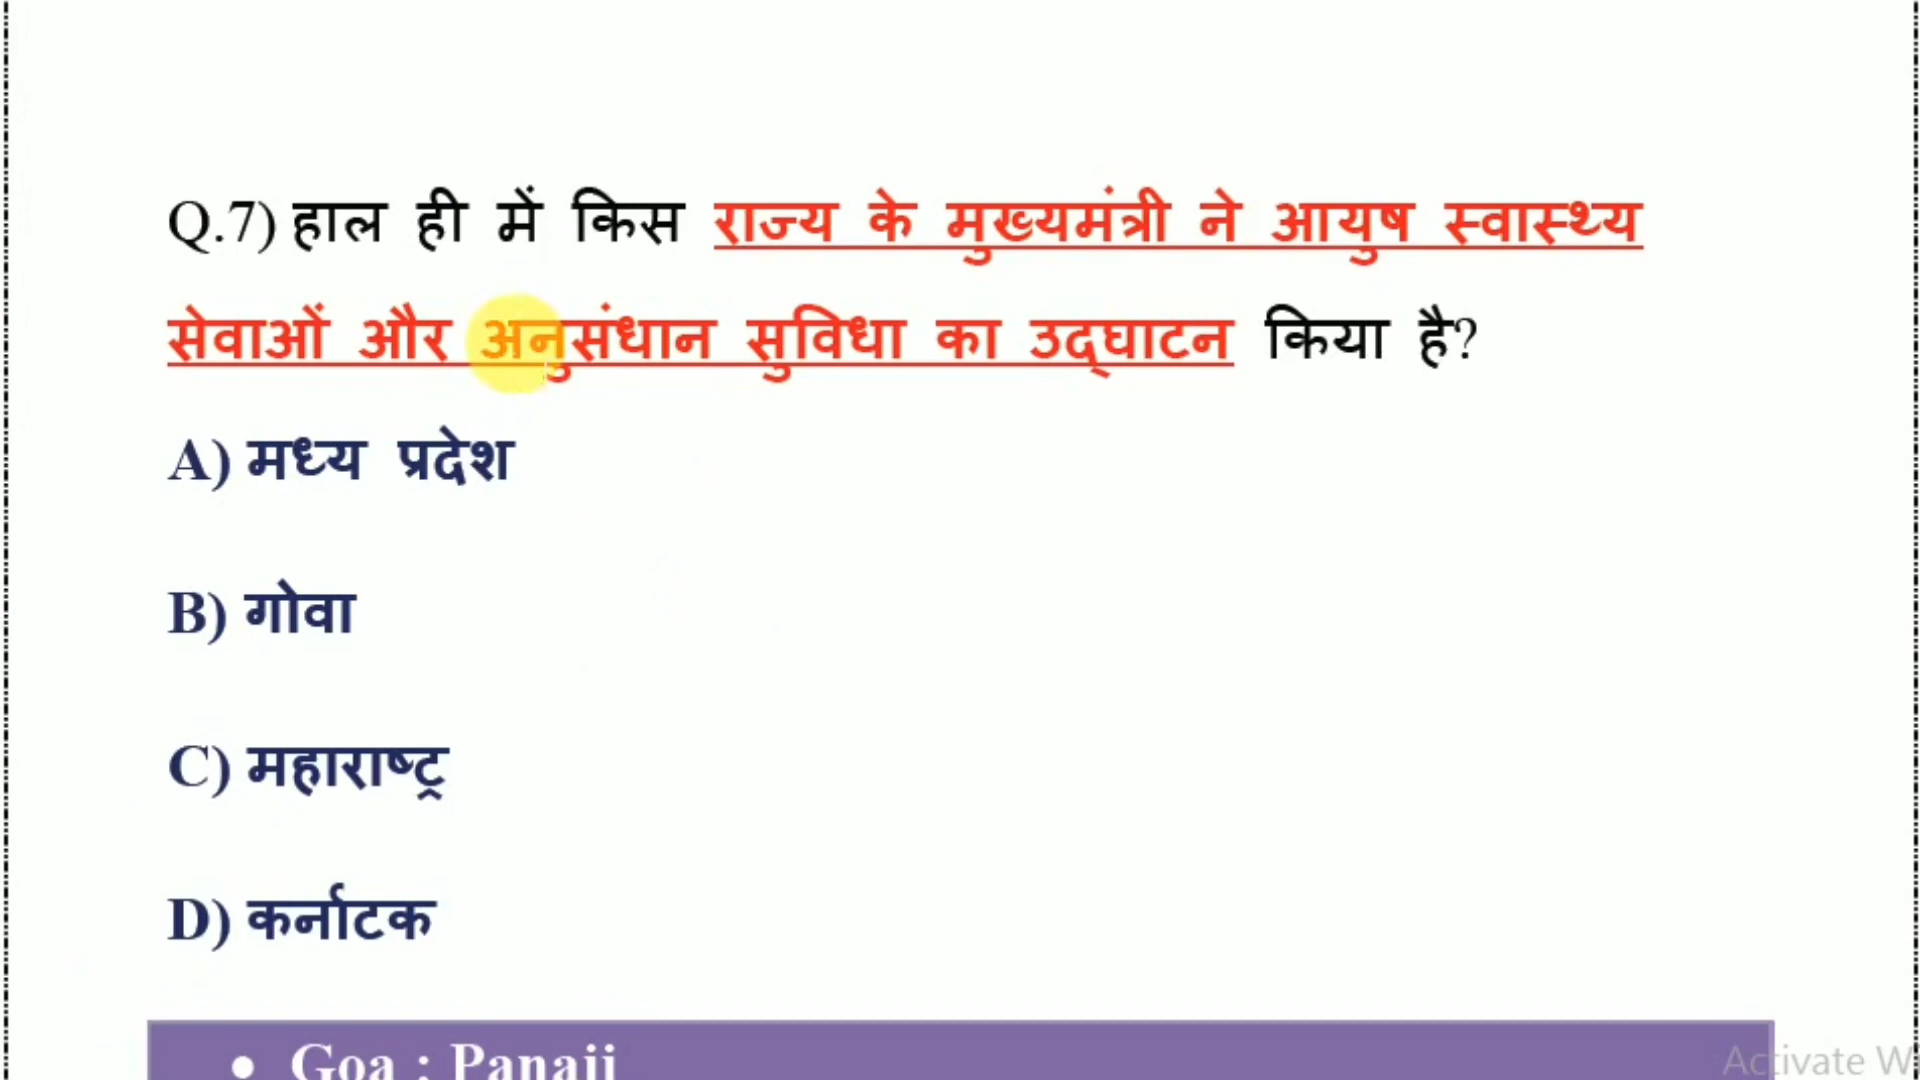 Q.7) हाल ही में किस राज्य के मुख्यमंत्री ने आयुष स्वास्थ्य
सेवाओं और अनुसंधान सुविधा का उद्घाटन किया है?
A) मध्य प्रदेश
B) गोवा
C) महाराष्ट्र
D) कर्नाटक
• Goa : Panaji
Activate W